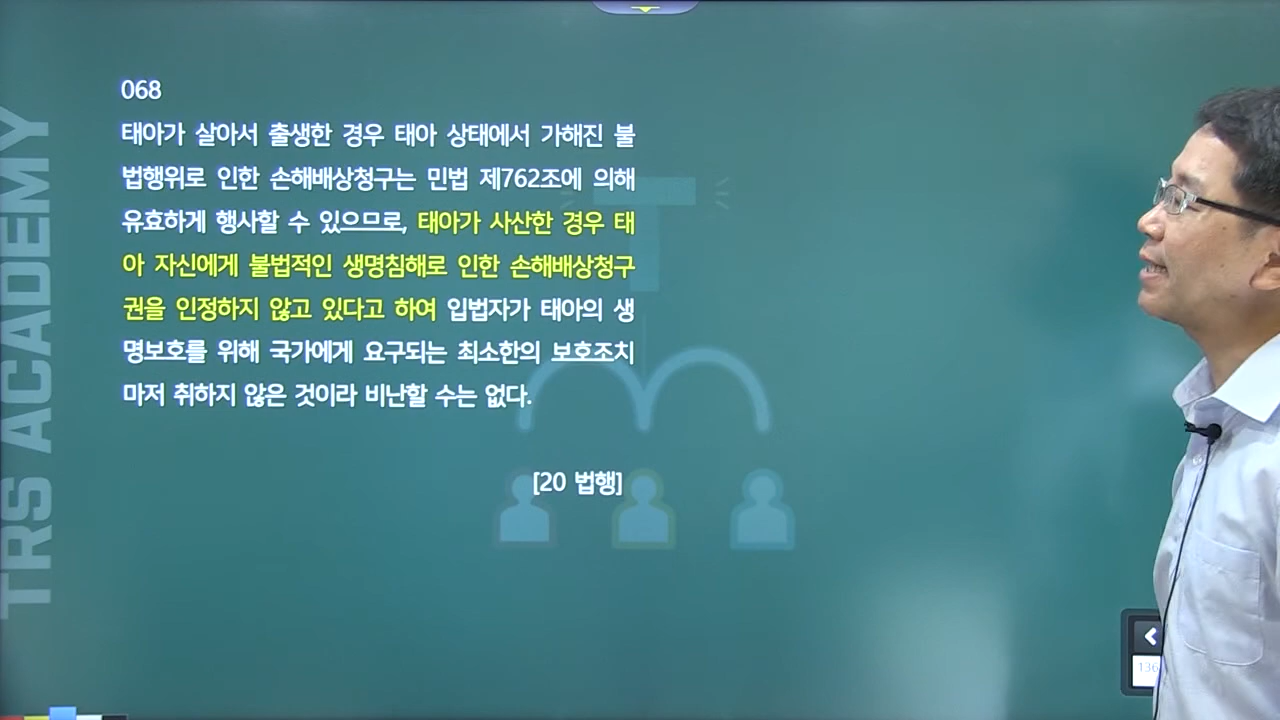 068
태아가 살아서 출생한 경우 태아 상태에서 가해진 불
법행위로 인한 손해배상청구는 민법 제762조에 의해
유효하게 행사할 수 있으므로, 태아가 사산한 경우 태
아 자신에게 불법적인 생명침해로 인한 손해배상청구
권을 인정하지 않고 있다고 하여 입법자가 태아의 생
명보호를 위해 국가에게 요구되는 최소한의 보호조치
마저 취하지 않은 것이라 비난할 수는 없다.
[20 법행]
TRS ACADEMY
136